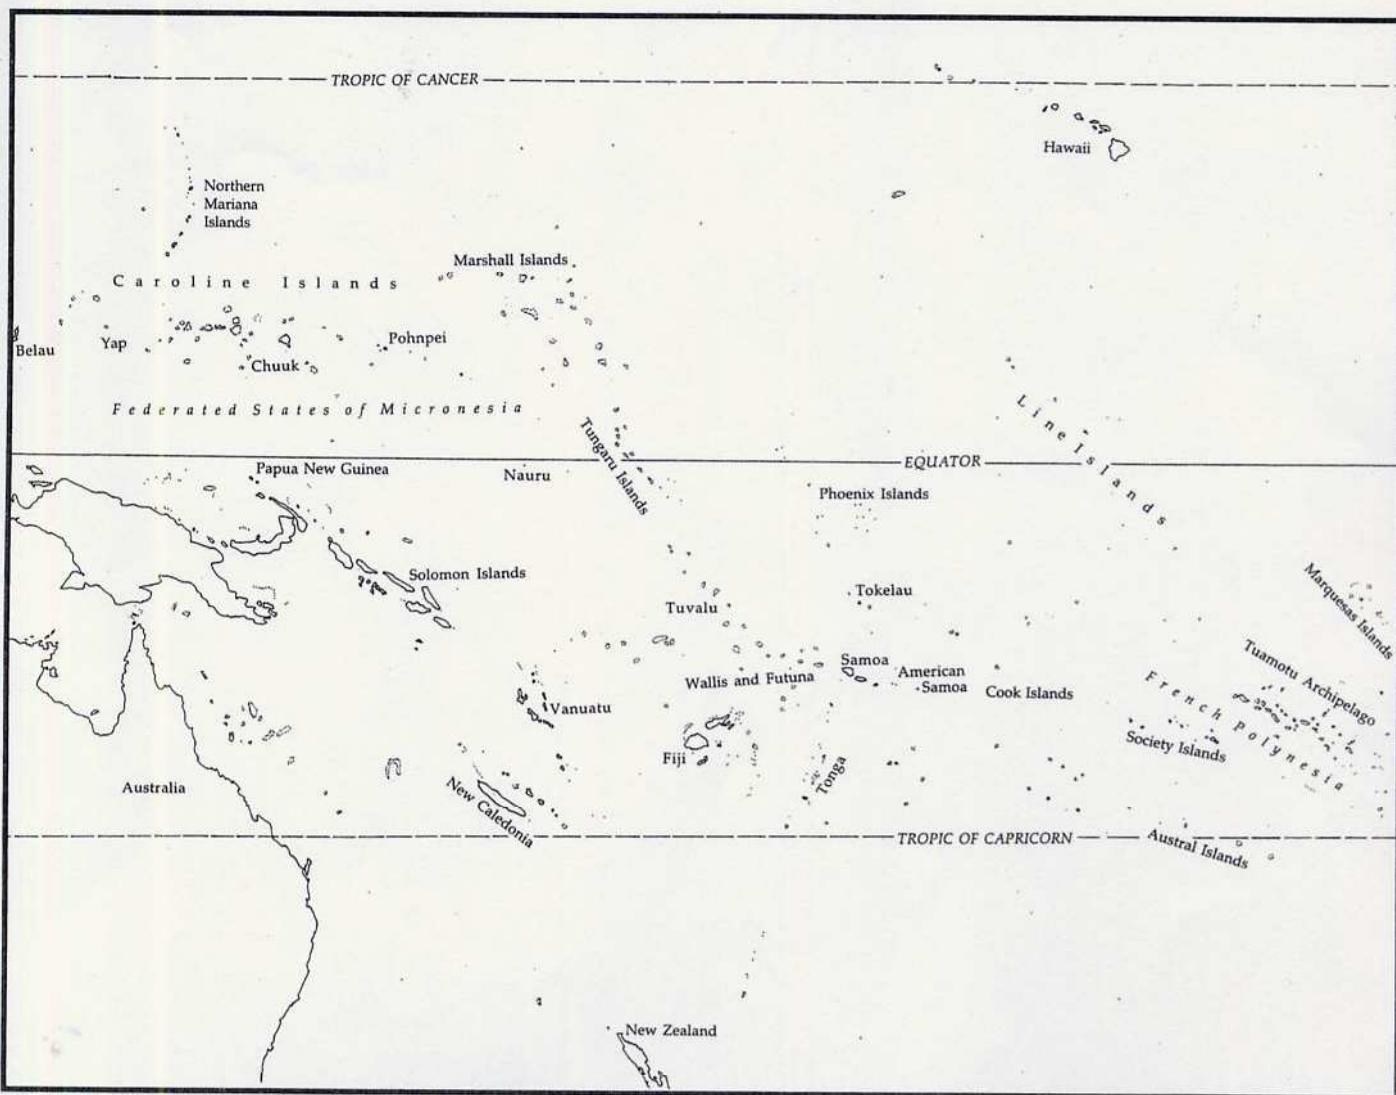 TROPIC OF CANCER
Hawaii
Northern
Mariana
Islands
Marshall Islands
Caroline Islands
Belau
Yap
Pohnpei
Chuuk
Federated States of Micronesia
Line Islands
Tungaru Islands
EQUATOR
Papua New Guinea
Nauru
Phoenix Islands
Solomon Islands
Tokelau
Tuvalu
Marquesas Islands
Samoa
American
Samoa
Wallis and Futuna
Cook Islands
Tuamotu Archipelago
French Polynesia
Vanuatu
Society Islands
Fiji
Tonga
Australia
New Caledonia
TROPIC OF CAPRICORN
Austral Islands
New Zealand